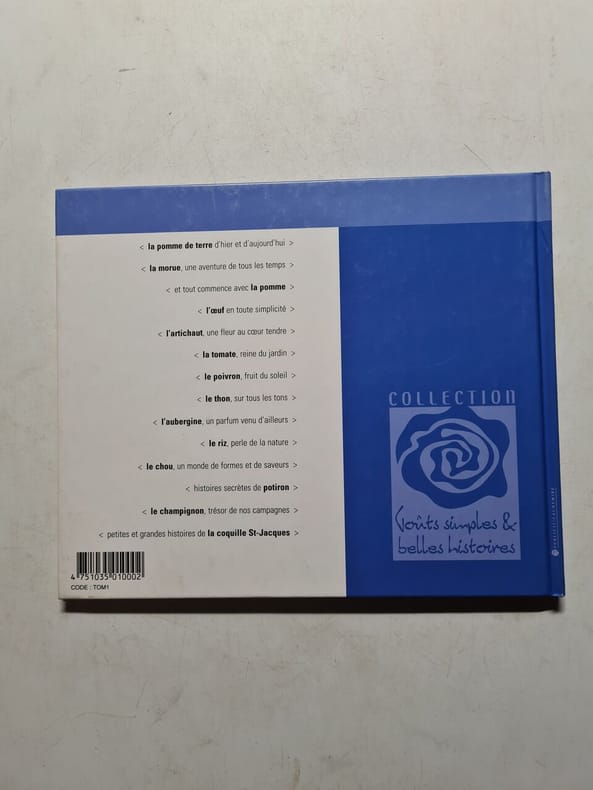 < la pomme de terre d'hier et d'aujourd'hui >
< la morue, une aventure de tous les temps >
< et tout commence avec la pomme >
< l'œuf en toute simplicité >
< l'artichaut, une fleur au cœur tendre >
< la tomate, reine du jardin >
< le poivron, fruit du soleil >
< le thon, sur tous les tons >
< l'aubergine, un parfum venu d'ailleurs >
< le riz, perle de la nature >
< le chou, un monde de formes et de saveurs >
< histoires secrètes de potiron >
< le champignon, trésor de nos campagnes >
< petites et grandes histoires de la coquille St-Jacques >
4 751035 010002
CODE : TOM1
COLLECTION
Goûts simples &
belles histoires